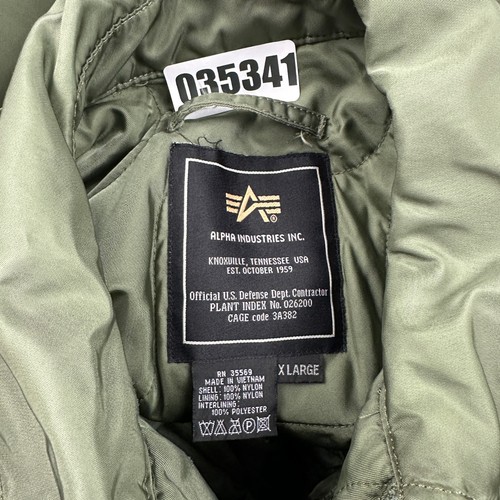 035341
ALPHA INDUSTRIES INC.
KNOXVILLE, TENNESSEE USA
EST. OCTOBER 1959
Official U.S. Defense Dept. Contractor
PLANT INDEX No. 026200
CAGE code 3A382
X LARGE
RN 35569
MADE IN VIETNAM
SHELL: 100% NYLON
LINING: 100% NYLON
INTERLINING:
100% POLYESTER